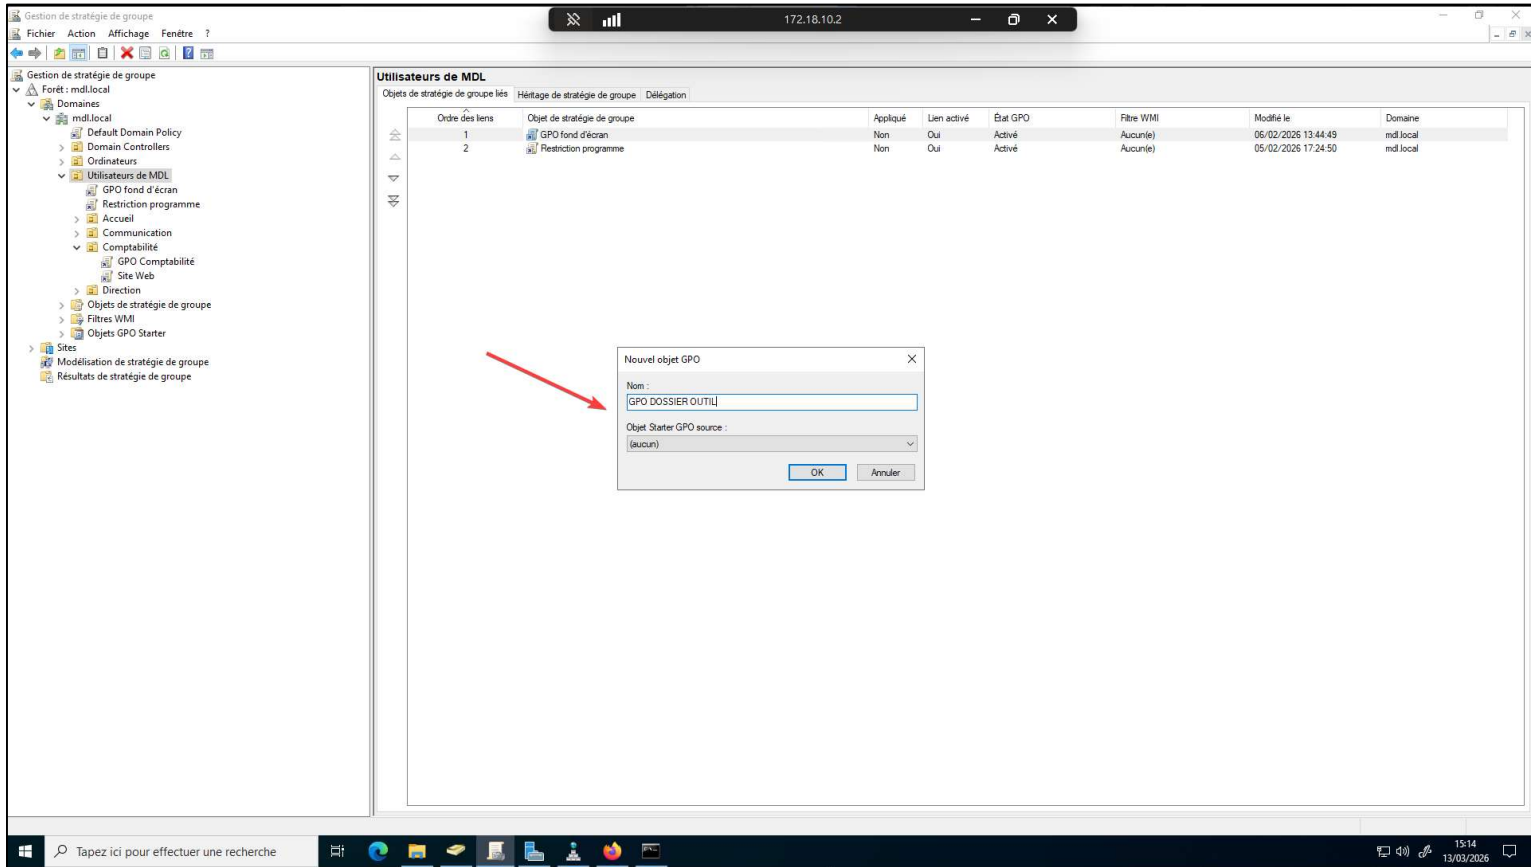 Gestion de stratégie de groupe
172.18.10.2
Fichier Action Affichage Fenêtre ?
Gestion de stratégie de groupe
Forêt : mdl.local
Domaines
mdl.local
Default Domain Policy
Domain Controllers
Ordinateurs
Utilisateurs de MDL
GPO fond d'écran
Restriction programme
Accueil
Communication
Comptabilité
GPO Comptabilité
Site Web
Direction
Objets de stratégie de groupe
Filtres WMI
Objets GPO Starter
Sites
Modélisation de stratégie de groupe
Résultats de stratégie de groupe
Utilisateurs de MDL
Objets de stratégie de groupe liés Héritage de stratégie de groupe Délégation
Ordre des liens Objet de stratégie de groupe Appliqué Lien activé État GPO Filtre WMI Modifié le Domaine
1 GPO fond d'écran Non Oui Activé Aucun(e) 06/02/2026 13:44:49 mdl.local
2 Restriction programme Non Oui Activé Aucun(e) 05/02/2026 17:24:50 mdl.local
Nouvel objet GPO
Nom :
GPO DOSSIER OUTIL
Objet Starter GPO source :
(aucun)
OK Annuler
Tapez ici pour effectuer une recherche
15:14
13/03/2026